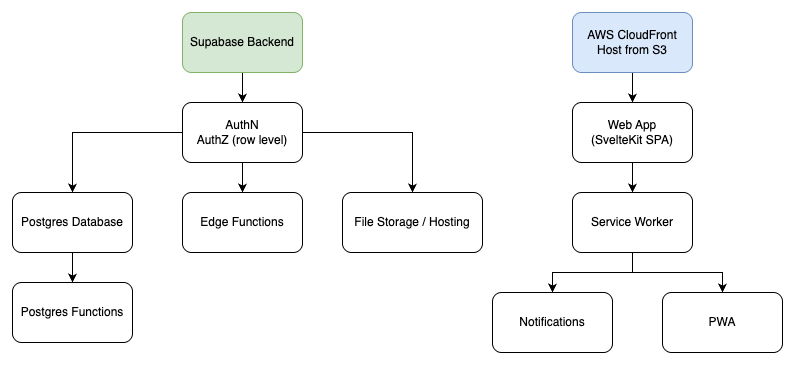 Supabase Backend
AWS CloudFront
Host from S3
AuthN
AuthZ (row level)
Web App
(SvelteKit SPA)
Postgres Database
Edge Functions
File Storage / Hosting
Service Worker
Postgres Functions
Notifications
PWA